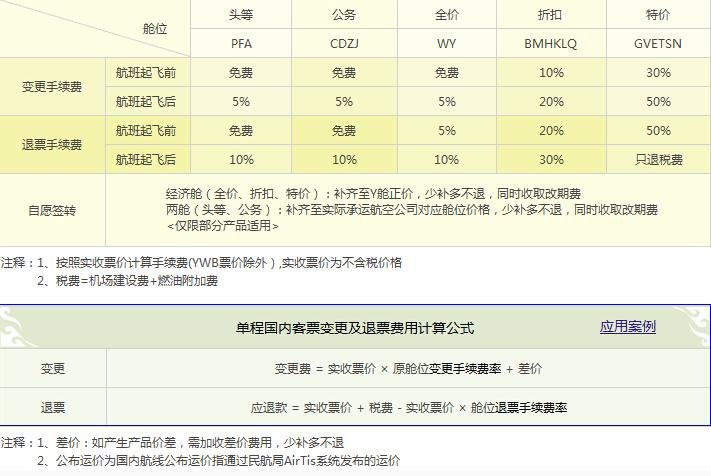 舱位 头等 公务 全价 折扣 特价
PFA CDZJ WY BMHKLQ GVETSN
变更手续费 航班起飞前 免费 免费 免费 10% 30%
航班起飞后 5% 5% 5% 20% 50%
退票手续费 航班起飞前 免费 免费 5% 20% 50%
航班起飞后 10% 10% 10% 30% 只退税费
自愿签转
经济舱（全价、折扣、特价）：补齐至Y舱正价，少补多不退，同时收取改期费
两舱（头等、公务）：补齐至实际承运航空公司对应舱位价格，少补多不退，同时收取改期费
<仅限部分产品适用>
注释：1、按照实收票价计算手续费(YWB票价除外）,实收票价为不含税价格
2、税费=机场建设费+燃油附加费
单程国内客票变更及退票费用计算公式 应用案例
变更 变更费 = 实收票价 × 原舱位变更手续费率 + 差价
退票 应退款 = 实收票价 + 税费 - 实收票价 × 舱位退票手续费率
注释：1、差价：如产生产品价差，需加收差价费用，少补多不退
2、公布运价为国内航线公布运价指通过民航局AirTis系统发布的运价